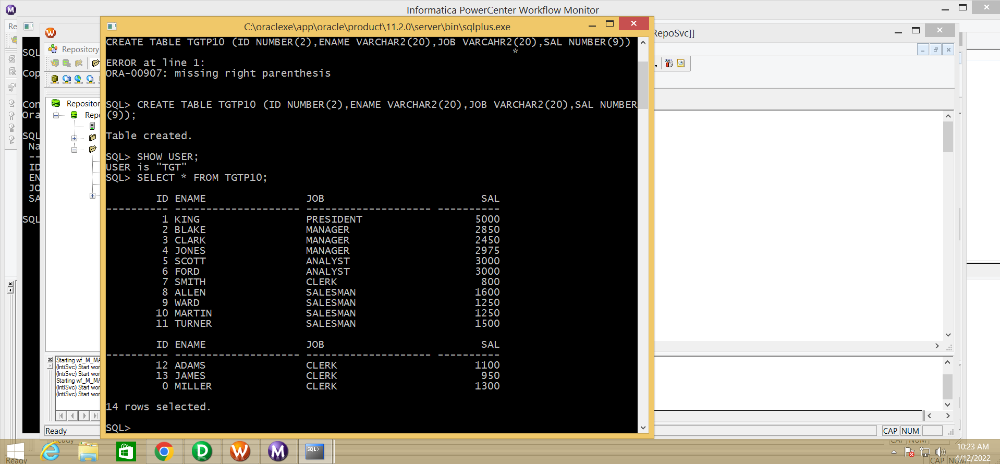 Informatica PowerCenter Workflow Monitor
Re
C:\oraclexe\app\oracle\product\11.2.0\server\bin\sqlplus.exe
RepoSvc]]
Repository
SQL
Cop
Con
Ora
SQL
Na
--
ID
EN
JO
SA
SQL
Repositor
Repo
CREATE TABLE TGTP10 (ID NUMBER(2),ENAME VARCHAR2(20),JOB VARCAHR2(20),SAL NUMBER(9))
*
ERROR at line 1:
ORA-00907: missing right parenthesis
SQL> CREATE TABLE TGTP10 (ID NUMBER(2),ENAME VARCHAR2(20),JOB VARCHAR2(20),SAL NUMBER
(9));
Table created.
SQL> SHOW USER;
USER is "TGT"
SQL> SELECT * FROM TGTP10;
ID ENAME JOB SAL
---------- -------------------- -------------------- ----------
1 KING PRESIDENT 5000
2 BLAKE MANAGER 2850
3 CLARK MANAGER 2450
4 JONES MANAGER 2975
5 SCOTT ANALYST 3000
6 FORD ANALYST 3000
7 SMITH CLERK 800
8 ALLEN SALESMAN 1600
9 WARD SALESMAN 1250
10 MARTIN SALESMAN 1250
11 TURNER SALESMAN 1500
ID ENAME JOB SAL
---------- -------------------- -------------------- ----------
12 ADAMS CLERK 1100
13 JAMES CLERK 950
0 MILLER CLERK 1300
14 rows selected.
SQL>
Starting wf_M_MA
(IntiSvc) Start wor
(IntiSvc) Start wor
Starting wf_M_MA
(IntiSvc) Start wor
(IntiSvc) Start wor
Ready
CAP NUM
Ready
CAP NUM
10:23 AM
4/12/2022
Ready
CAP NUM